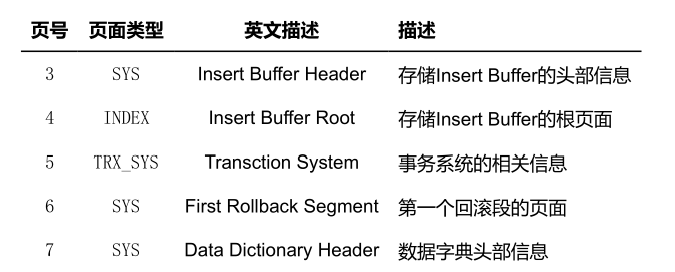 页号 页面类型 英文描述 描述
3 SYS Insert Buffer Header 存储Insert Buffer的头部信息
4 INDEX Insert Buffer Root 存储Insert Buffer的根页面
5 TRX_SYS Transction System 事务系统的相关信息
6 SYS First Rollback Segment 第一个回滚段的页面
7 SYS Data Dictionary Header 数据字典头部信息